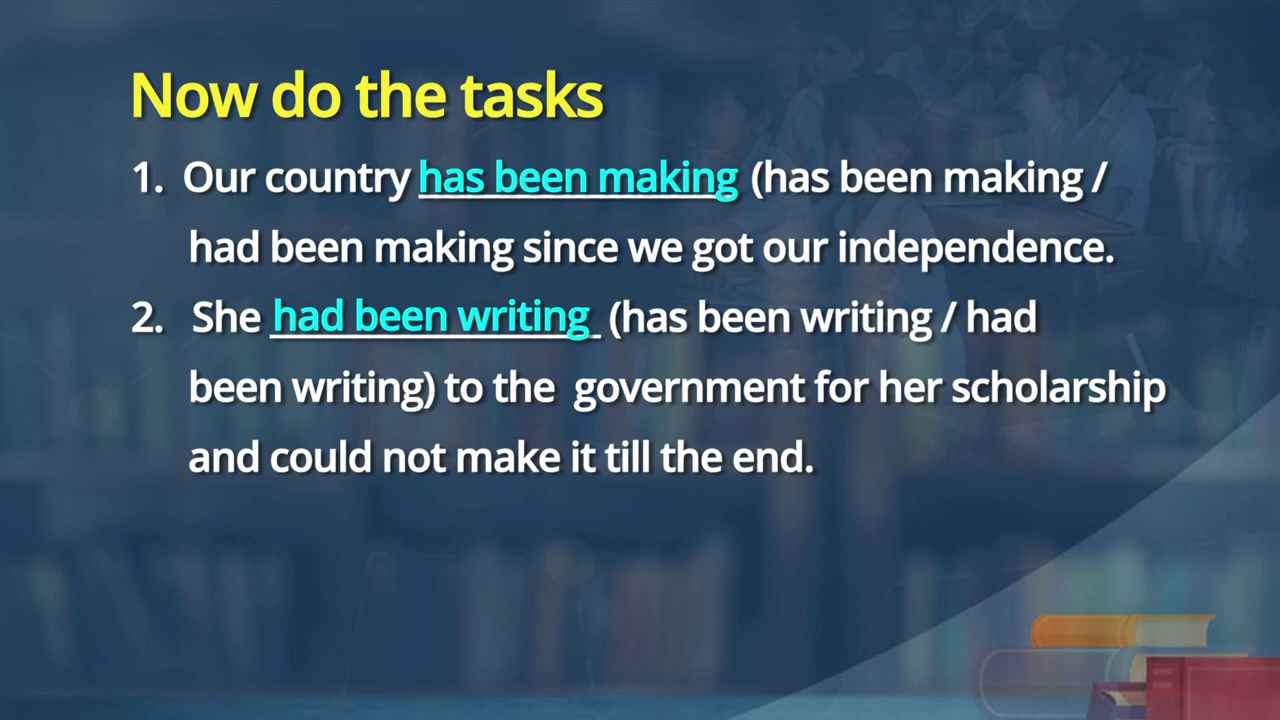 Now do the tasks
1. Our country has been making (has been making /
had been making since we got our independence.
2. She had been writing (has been writing / had
been writing) to the government for her scholarship
and could not make it till the end.